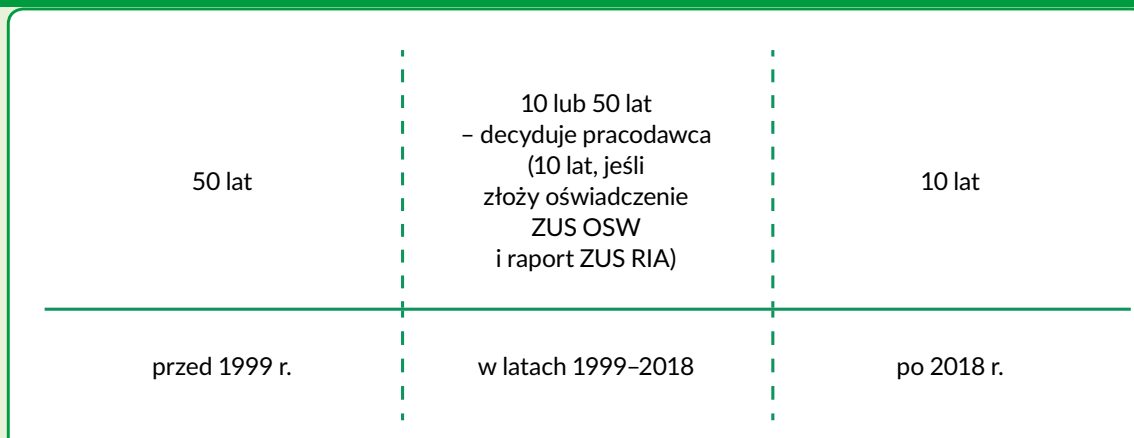 50 lat
10 lub 50 lat
– decyduje pracodawca
(10 lat, jeśli
złoży oświadczenie
ZUS OSW
i raport ZUS RIA)
10 lat
przed 1999 r.
w latach 1999–2018
po 2018 r.